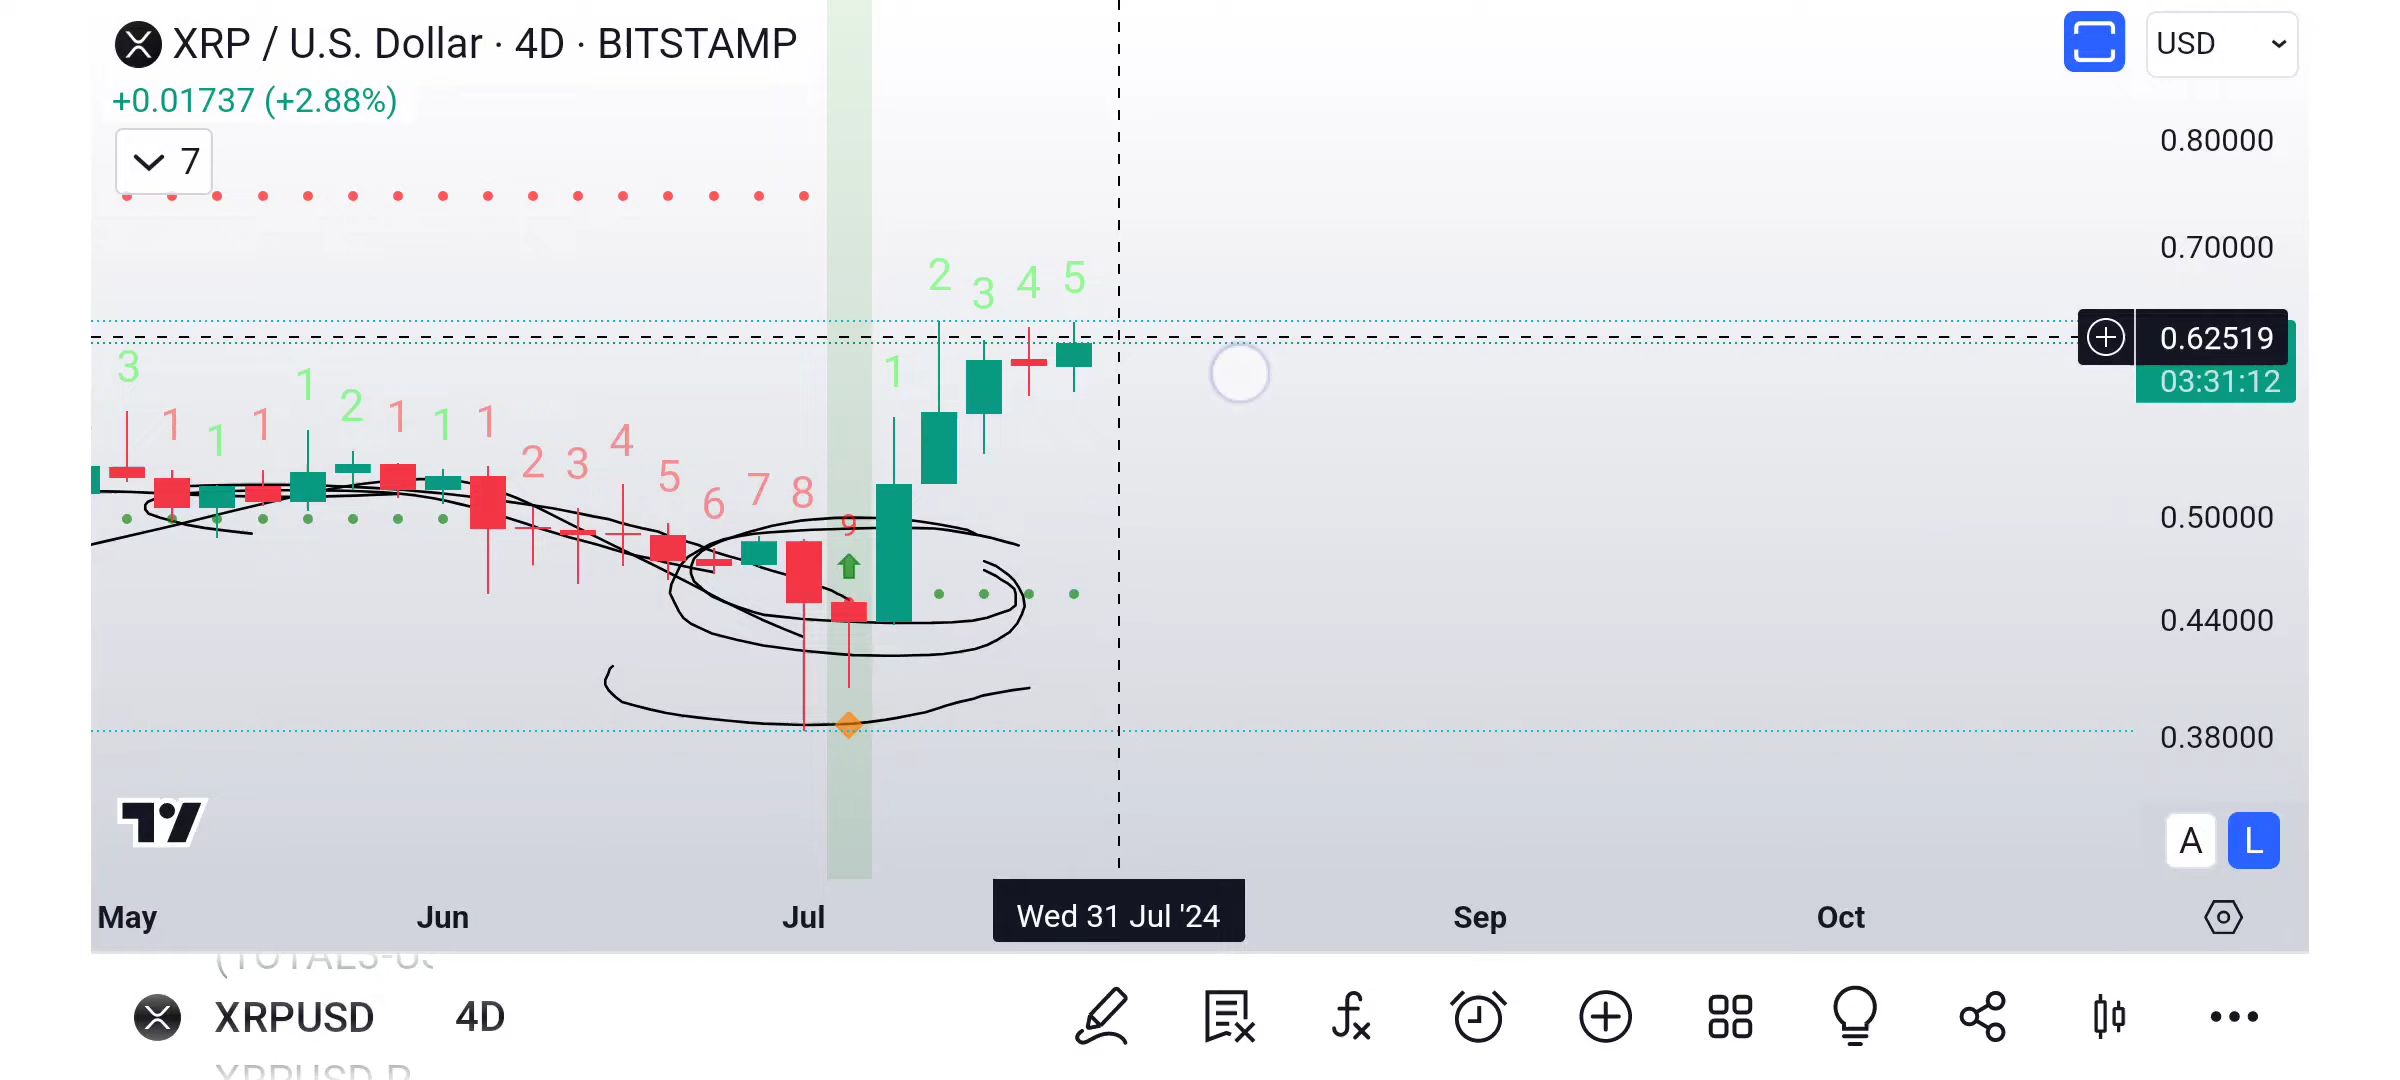 XRP / U.S. Dollar · 4D · BITSTAMP
USD
+0.01737 (+2.88%)
7
0.80000
0.70000
2 3 4 5
0.62519
03:31:12
3 1 1 1 1 2 1 1 1 2 3 4 5 6 7 8 9 1
0.50000
0.44000
0.38000
A L
May Jun Jul Wed 31 Jul '24 Sep Oct
XRPUSD 4D